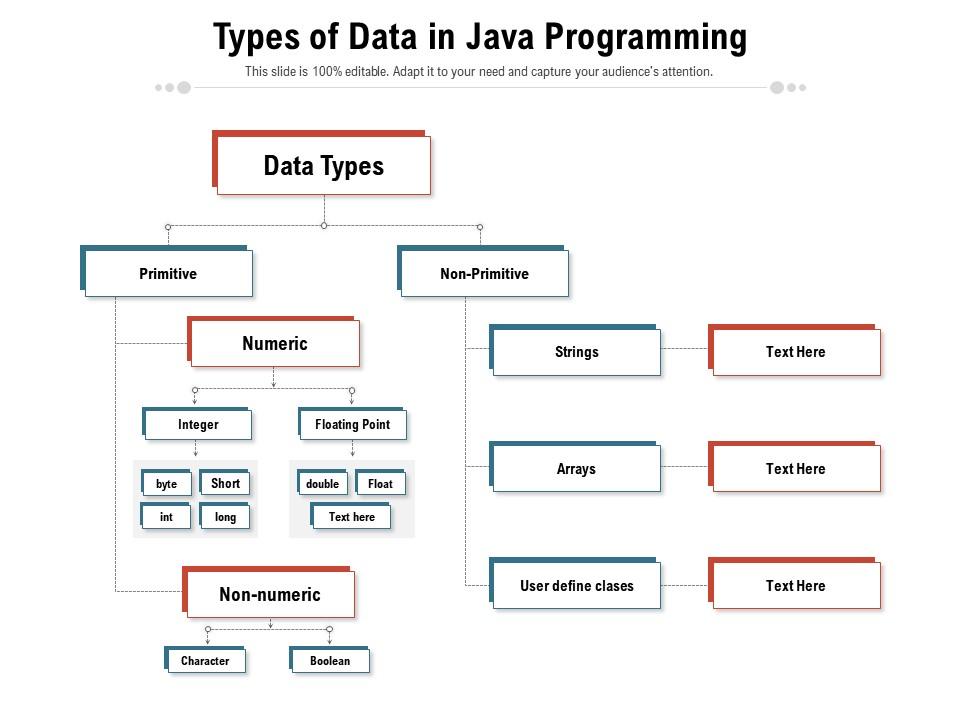 Types of Data in Java Programming
This slide is 100% editable. Adapt it to your need and capture your audience's attention.
Data Types
Primitive
Non-Primitive
Numeric
Strings
Text Here
Integer
Floating Point
byte
Short
double
Float
int
long
Text here
Arrays
Text Here
Non-numeric
User define clases
Text Here
Character
Boolean